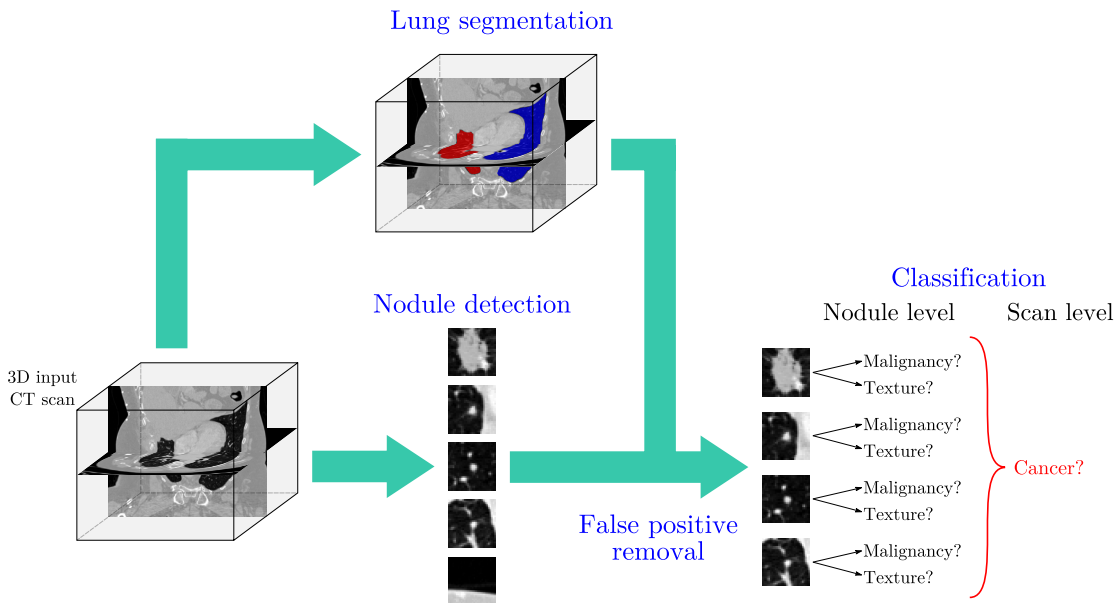 Lung segmentation
3D input
CT scan
Nodule detection
False positive
removal
Classification
Nodule level
Scan level
Malignancy?
Texture?
Malignancy?
Texture?
Malignancy?
Texture?
Malignancy?
Texture?
Cancer?